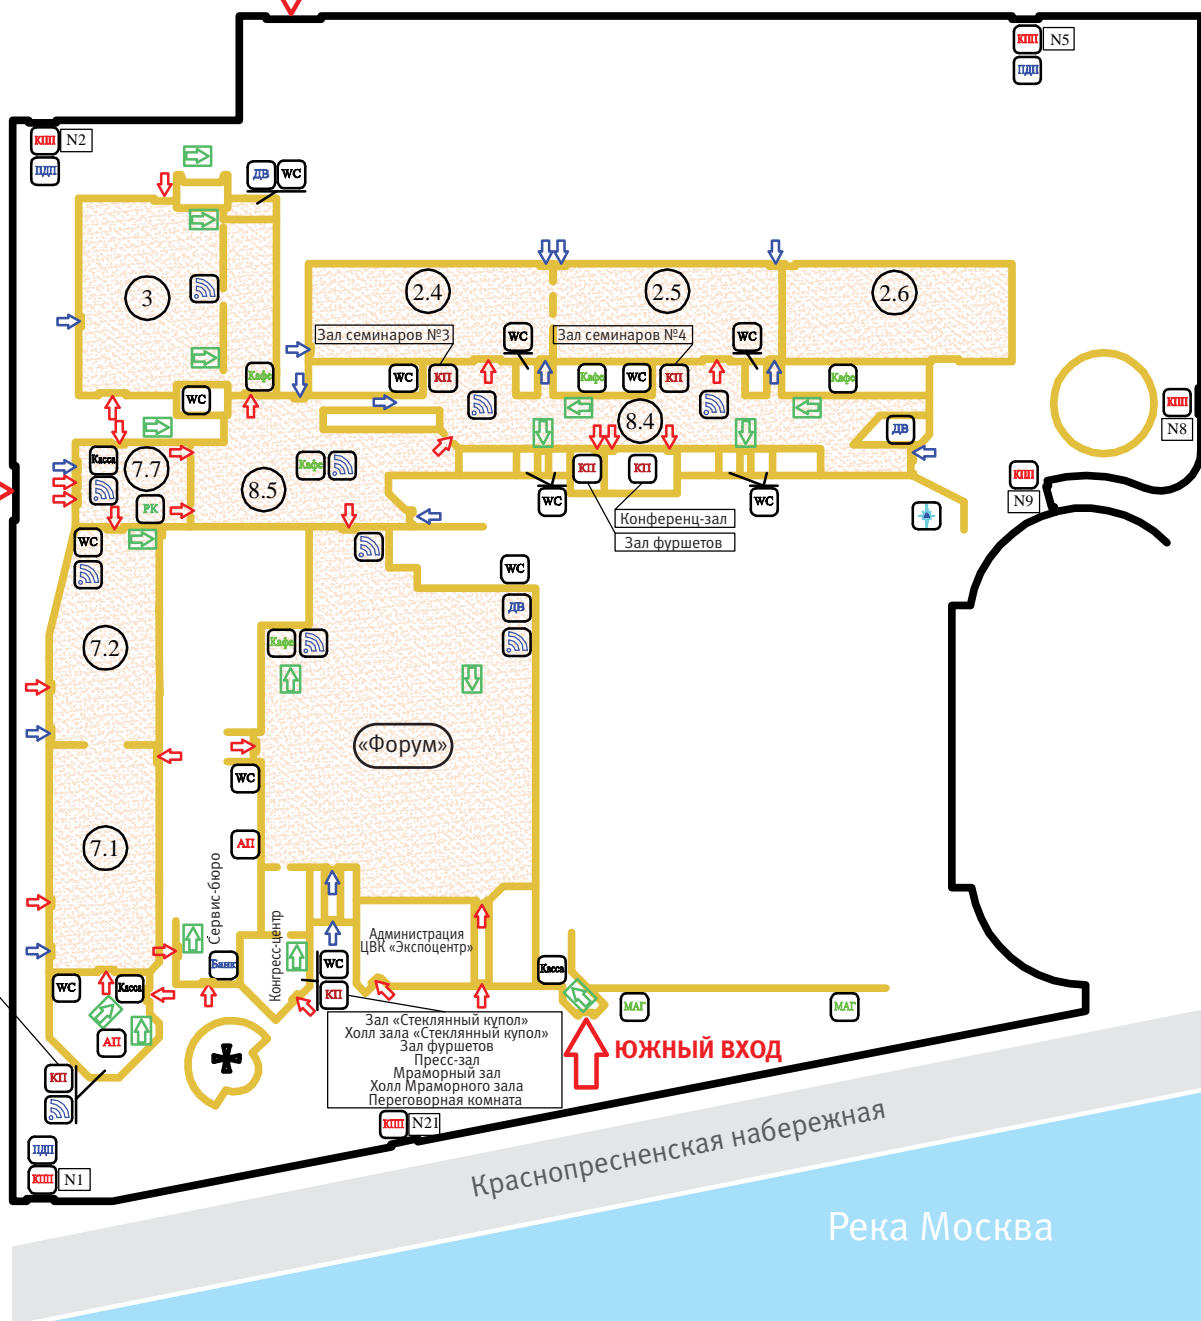 КПП N5
ПДП
КПП N2
ПДП
ДВ WC
3
2.4
2.5
2.6
Зал семинаров №3
WC
Зал семинаров №4
WC
Кафе
WC
КП
Кафе
WC
КП
Кафе
WC
8.4
ДВ
КПП
N8
Касса
7.7
РК
8.5
Кафе
КП
КП
WC
WC
КПП
N9
Конференц-зал
Зал фуршетов
WC
WC
ДВ
7.2
Кафе
«Форум»
WC
АП
7.1
Сервис-бюро
Конгресс-центр
Администрация
ЦВК «Экспоцентр»
Банк
WC
КП
Касса
WC
Касса
МАГ
МАГ
АП
КП
Зал «Стеклянный купол»
Холл зала «Стеклянный купол»
Зал фуршетов
Пресс-зал
Мраморный зал
Холл Мраморного зала
Переговорная комната
ЮЖНЫЙ ВХОД
КПП N21
ПДП
КПП N1
Краснопресненская набережная
Река Москва